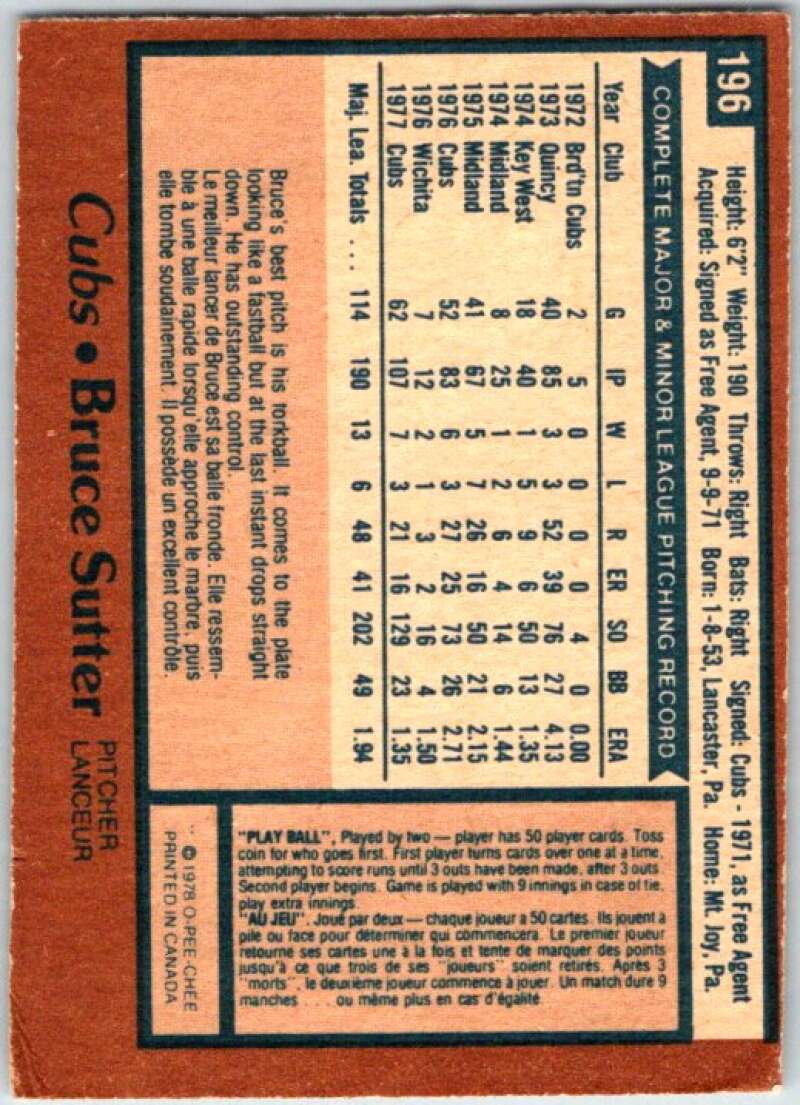 196
Height: 6'2" Weight: 190 Throws: Right Bats: Right Signed: Cubs - 1971, as Free Agent
Acquired: Signed as Free Agent, 9-9-71 Born: 1-8-53, Lancaster, Pa. Home: Mt. Joy, Pa.
COMPLETE MAJOR & MINOR LEAGUE PITCHING RECORD
Year Club G IP W L R ER SO BB ERA
1972 Brd'tn Cubs 2 5 0 0 0 0 4 0 0.00
1973 Quincy 40 85 3 3 52 39 76 27 4.13
1974 Key West 18 40 1 5 9 6 50 13 1.35
1974 Midland 8 25 1 2 6 4 14 6 1.44
1975 Midland 41 67 5 7 26 16 50 21 2.15
1976 Cubs 52 83 6 3 27 25 73 26 2.71
1976 Wichita 7 12 2 1 3 2 16 4 1.50
1977 Cubs 62 107 7 3 21 16 129 23 1.35
Maj. Lea. Totals ... 114 190 13 6 48 41 202 49 1.94
Bruce's best pitch is his forkball. It comes to the plate
looking like a fastball but at the last instant drops straight
down. He has outstanding control.
Le meilleur lancer de Bruce est sa balle fronde. Elle ressem-
ble à une balle rapide lorsqu'elle approche le marbre, puis
elle tombe soudainement. Il possède un excellent contrôle.
"PLAY BALL", Played by two — player has 50 player cards. Toss
coin for who goes first. First player turns cards over one at a time,
attempting to score runs until 3 outs have been made, after 3 outs
Second player begins. Game is played with 9 innings in case of tie,
play extra innings.
"AU JEU". Joué par deux — chaque joueur a 50 cartes. Ils jouent à
pile ou face pour déterminer qui commencera. Le premier joueur
retourne ses cartes une à la fois et tente de marquer des points
jusqu'à ce que trois de ses "joueurs" soient retirés. Après 3
"morts", le deuxième joueur commence à jouer. Un match dure 9
manches ... ou même plus en cas d'égalité.
© 1978 O-PEE-CHEE
PRINTED IN CANADA
Cubs • Bruce Sutter PITCHER
LANCEUR